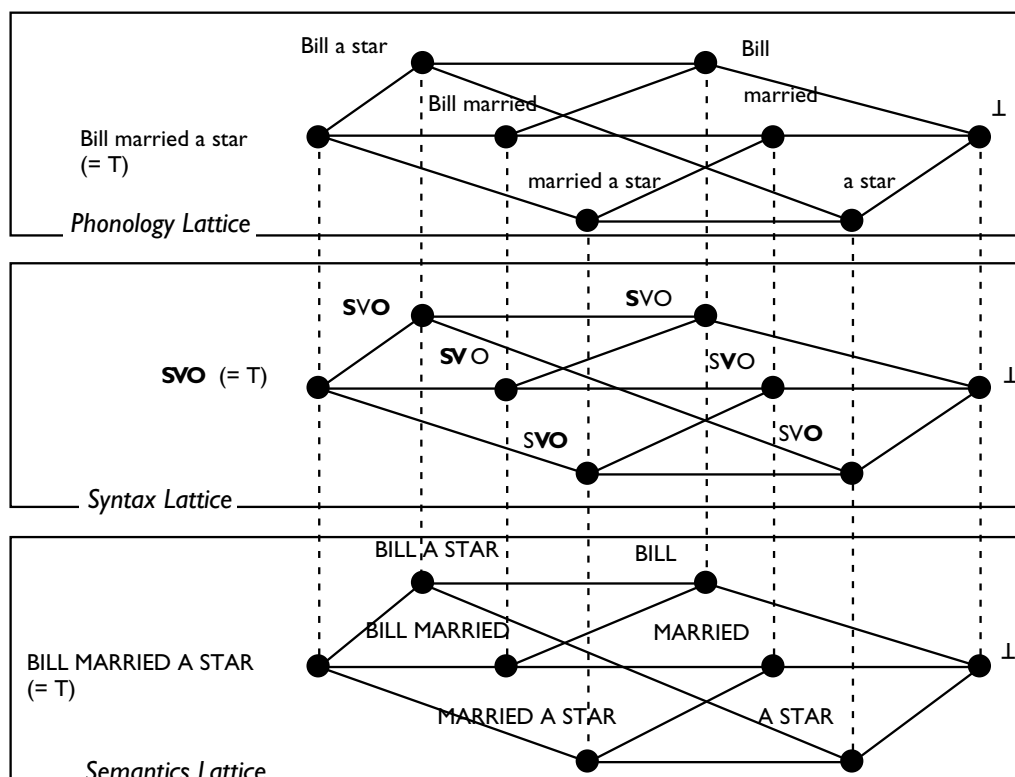 Bill a star
Bill
Bill married
married
⊥
Bill married a star
(= T)
married a star
a star
Phonology Lattice
SVO
SVO
SVO
SVO
SVO (= T)
⊥
SVO
SVO
Syntax Lattice
BILL A STAR
BILL
BILL MARRIED
MARRIED
⊥
BILL MARRIED A STAR
(= T)
MARRIED A STAR
A STAR
Semantics Lattice